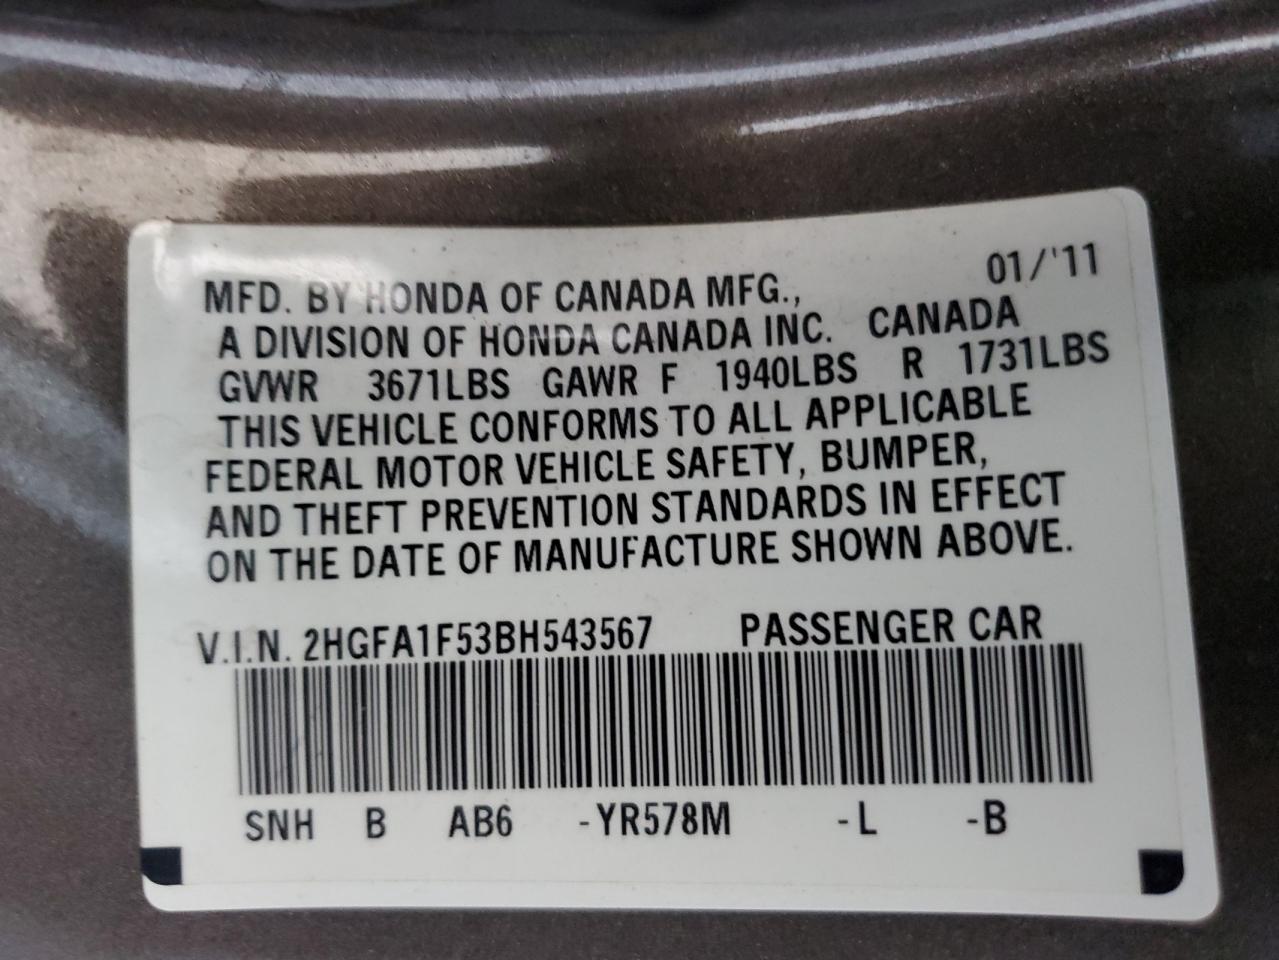 01/'11
MFD. BY HONDA OF CANADA MFG.,
A DIVISION OF HONDA CANADA INC. CANADA
GVWR 3671LBS GAWR F 1940LBS R 1731LBS
THIS VEHICLE CONFORMS TO ALL APPLICABLE
FEDERAL MOTOR VEHICLE SAFETY, BUMPER,
AND THEFT PREVENTION STANDARDS IN EFFECT
ON THE DATE OF MANUFACTURE SHOWN ABOVE.
V.I.N. 2HGFA1F53BH543567 PASSENGER CAR
SNH B AB6 -YR578M -L -B